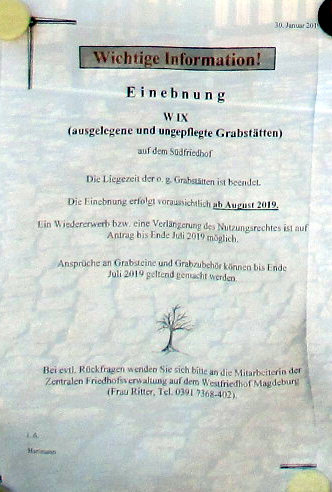 30. Januar 2019
Wichtige Information!
Einebnung
W IX
(ausgelegene und ungepflegte Grabstätten)
auf dem Südfriedhof
Die Liegezeit der o. g. Grabstätten ist beendet.
Die Einebnung erfolgt voraussichtlich ab August 2019.
Ein Wiedererwerb bzw. eine Verlängerung des Nutzungsrechtes ist auf
Antrag bis Ende Juli 2019 möglich.
Ansprüche an Grabsteine und Grabzubehör können bis Ende
Juli 2019 geltend gemacht werden.
Bei evtl. Rückfragen wenden Sie sich bitte an die Mitarbeiterin der
Zentralen Friedhofsverwaltung auf dem Westfriedhof Magdeburg
(Frau Ritter, Tel. 0391 7368-402).
i. A.